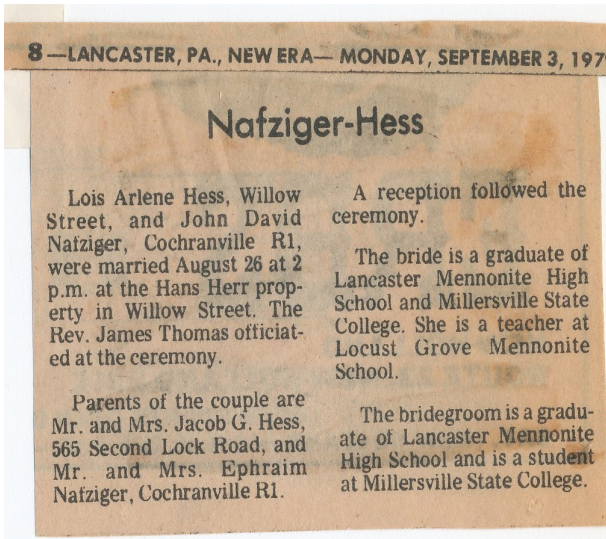 8—LANCASTER, PA., NEW ERA— MONDAY, SEPTEMBER 3, 197
Nafziger-Hess
Lois Arlene Hess, Willow
Street, and John David
Nafziger, Cochranville R1,
were married August 26 at 2
p.m. at the Hans Herr prop-
erty in Willow Street. The
Rev. James Thomas officiat-
ed at the ceremony.
Parents of the couple are
Mr. and Mrs. Jacob G. Hess,
565 Second Lock Road, and
Mr. and Mrs. Ephraim
Nafziger, Cochranville R1.
A reception followed the
ceremony.
The bride is a graduate of
Lancaster Mennonite High
School and Millersville State
College. She is a teacher at
Locust Grove Mennonite
School.
The bridegroom is a gradu-
ate of Lancaster Mennonite
High School and is a student
at Millersville State College.